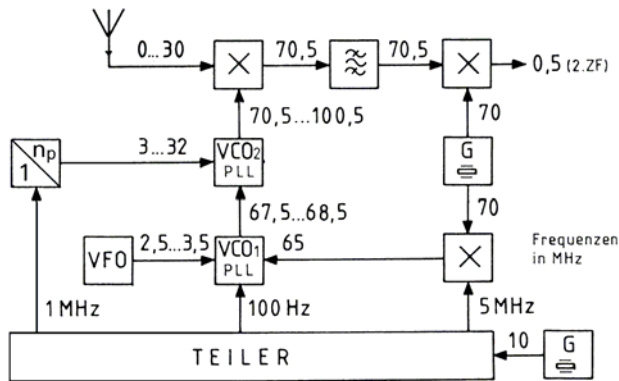 0...30
70,5
70,5
0,5 (2.ZF)
70,5...100,5
70
n_p
1
3...32
VCO₂
PLL
G
67,5...68,5
70
VFO
2,5...3,5
VCO₁
PLL
65
Frequenzen
in MHz
1 MHz
100 Hz
5 MHz
TEILER
10
G